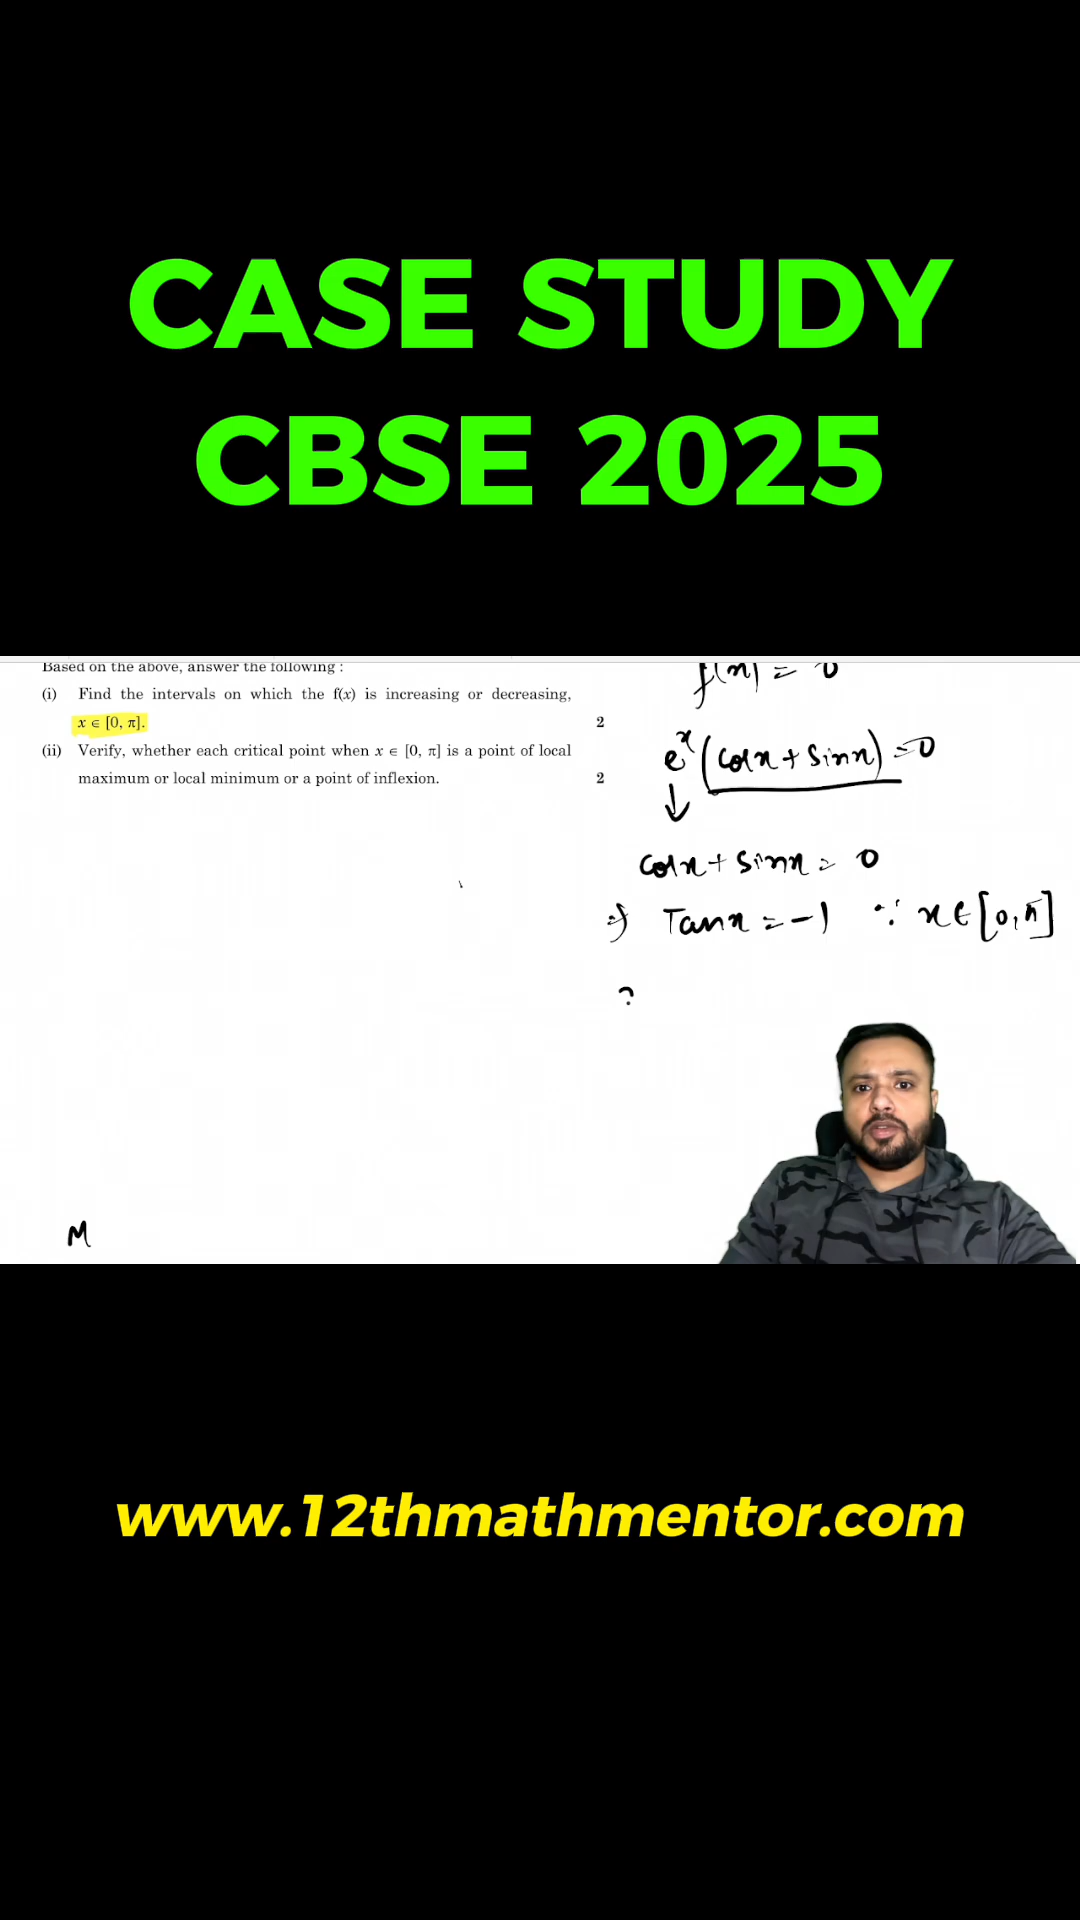 CASE STUDY
CBSE 2025
Based on the above, answer the following :
(i) Find the intervals on which the f(x) is increasing or decreasing,
x ∈ [0, π]. 2
(ii) Verify, whether each critical point when x ∈ [0, π] is a point of local
maximum or local minimum or a point of inflexion. 2
f'(x) = 0
e^x (cos x + sin x) = 0
↓
cos x + sin x = 0
⇒ Tan x = -1 ∵ x ∈ [0, π]
M
www.12thmathmentor.com